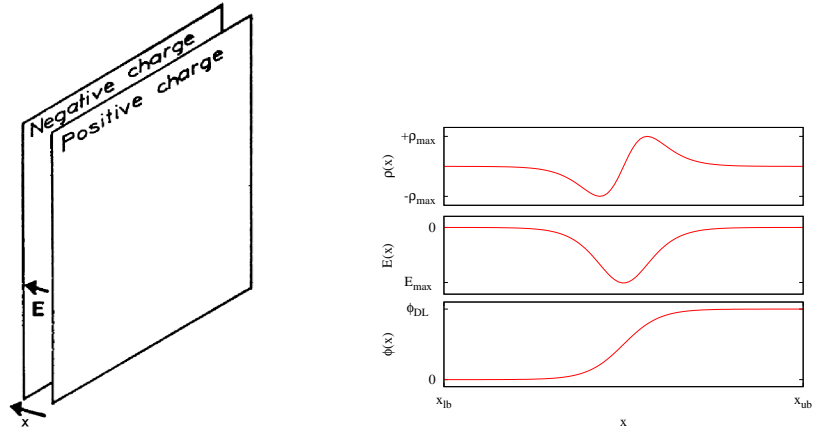 Negative charge
Positive charge
E
x
+ρmax
ρ(x)
-ρmax
0
E(x)
Emax
ϕDL
ϕ(x)
0
xlb
xub
x